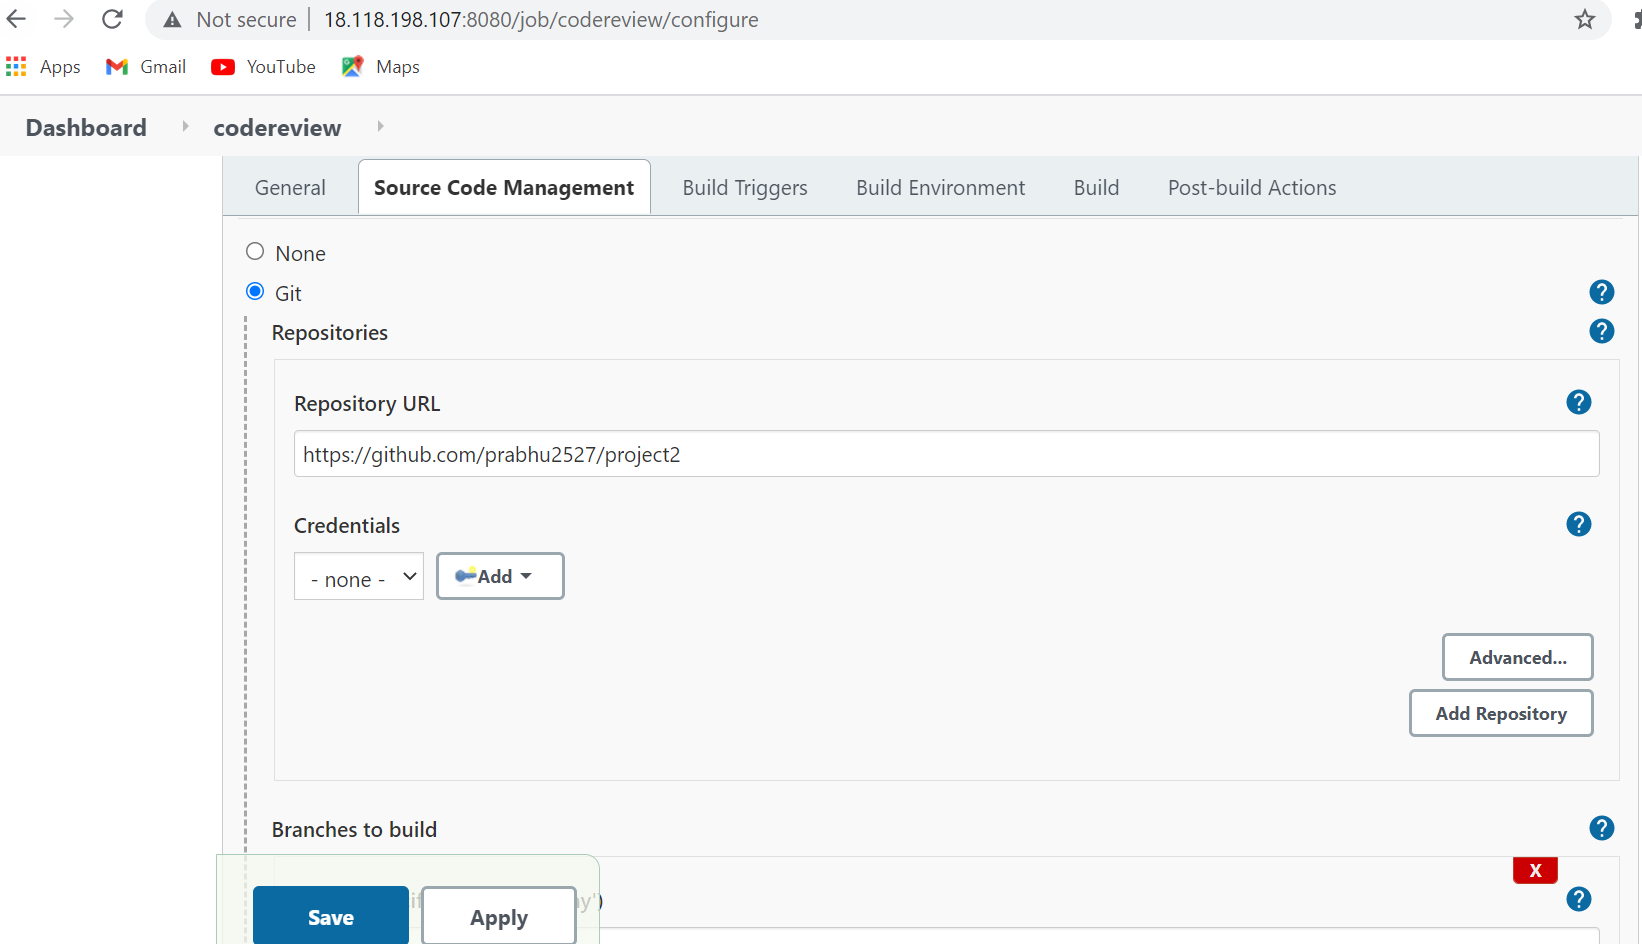 Not secure | 18.118.198.107:8080/job/codereview/configure
Apps Gmail YouTube Maps
Dashboard codereview
General Source Code Management Build Triggers Build Environment Build Post-build Actions
None
Git ?
Repositories ?
Repository URL ?
https://github.com/prabhu2527/project2
Credentials ?
- none - Add
Advanced...
Add Repository
Branches to build ?
X
?
Save Apply